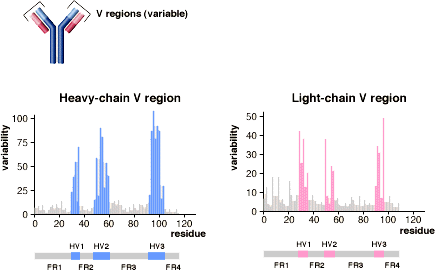 V regions (variable)
Heavy-chain V region
variability
100
75
50
25
0
0 20 40 60 80 100 120
residue
HV1 HV2 HV3
FR1 FR2 FR3 FR4
Light-chain V region
variability
50
40
30
20
10
0
0 20 40 60 80 100 120
residue
HV1 HV2 HV3
FR1 FR2 FR3 FR4